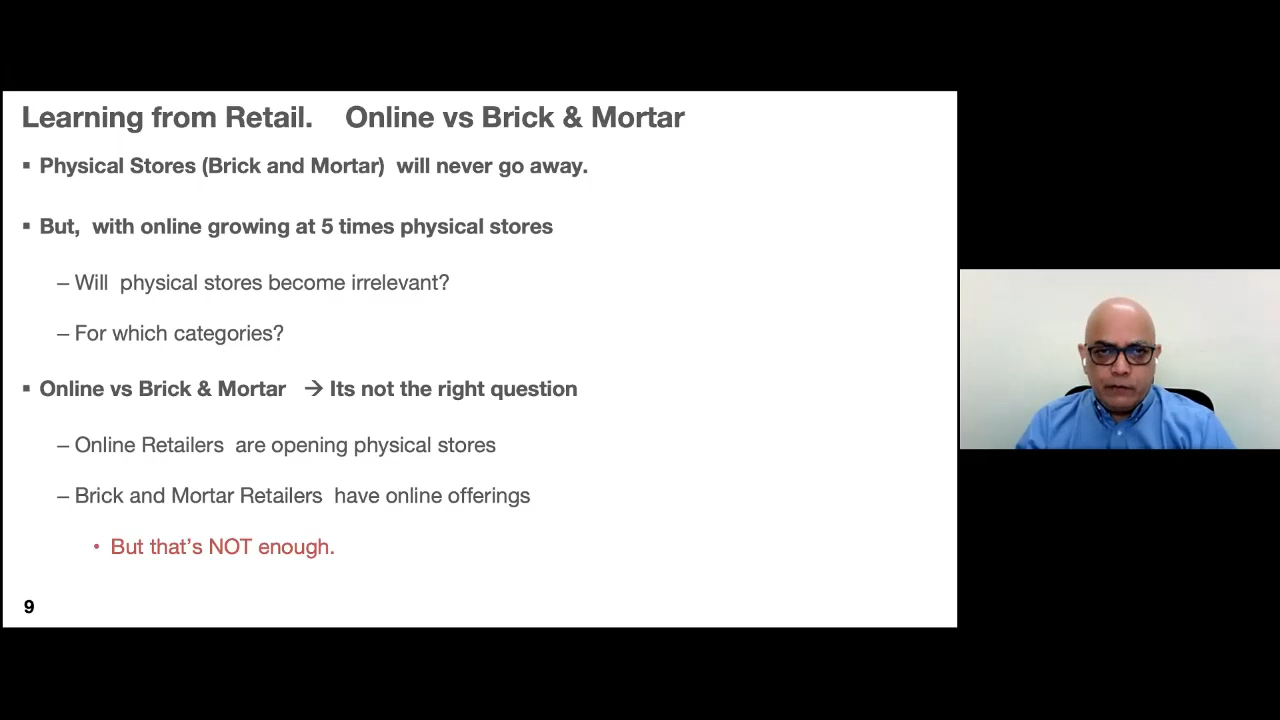 Learning from Retail. Online vs Brick & Mortar
▪ Physical Stores (Brick and Mortar) will never go away.
▪ But, with online growing at 5 times physical stores
– Will physical stores become irrelevant?
– For which categories?
▪ Online vs Brick & Mortar → Its not the right question
– Online Retailers are opening physical stores
– Brick and Mortar Retailers have online offerings
• But that's NOT enough.
9